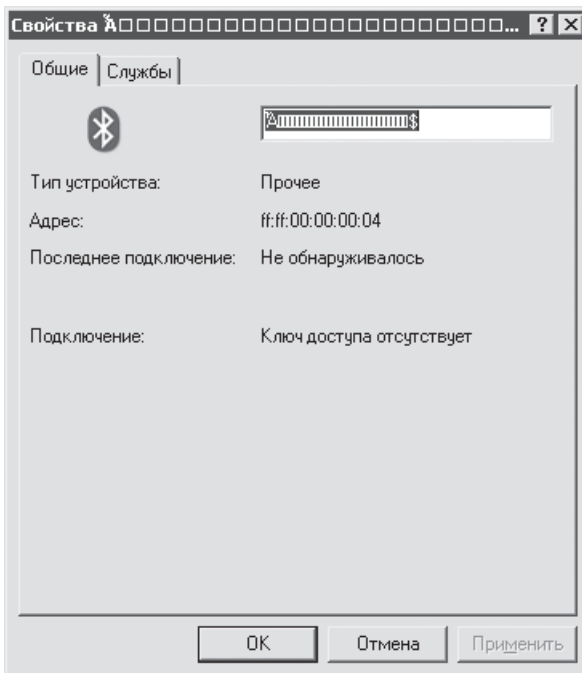 Свойства Ӑ□□□□□□□□□□□□□□□□□□□□□□...
Общие
Службы
Тип устройства: Прочее
Адрес: ff:ff:00:00:00:04
Последнее подключение: Не обнаруживалось
Подключение: Ключ доступа отсутствует
OK
Отмена
Применить